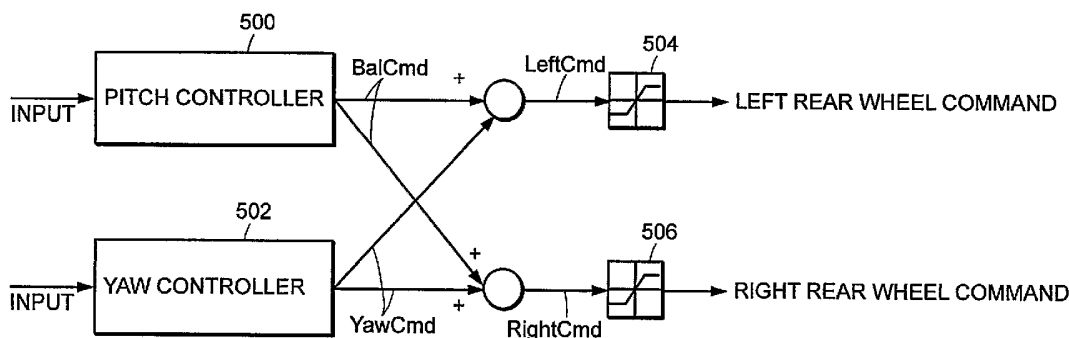 500
PITCH CONTROLLER
INPUT
BalCmd
+
LeftCmd
504
LEFT REAR WHEEL COMMAND
502
YAW CONTROLLER
INPUT
YawCmd
+
+
RightCmd
506
RIGHT REAR WHEEL COMMAND